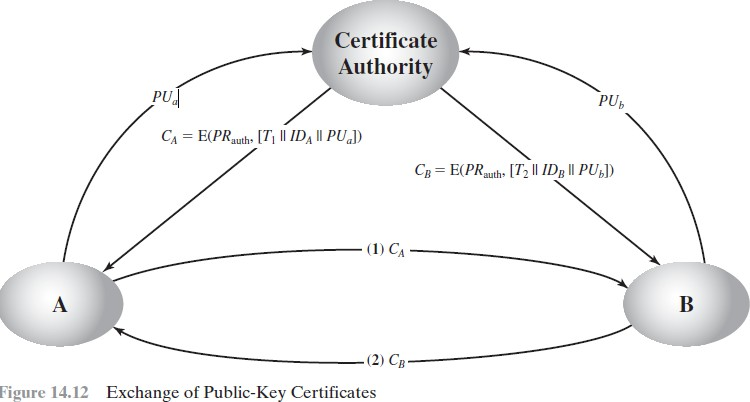 Certificate
Authority
PUa
PUb
CA = E(PRauth, [T1 || IDA || PUa])
CB = E(PRauth, [T2 || IDB || PUb])
(1) CA
A
B
(2) CB
Figure 14.12 Exchange of Public-Key Certificates